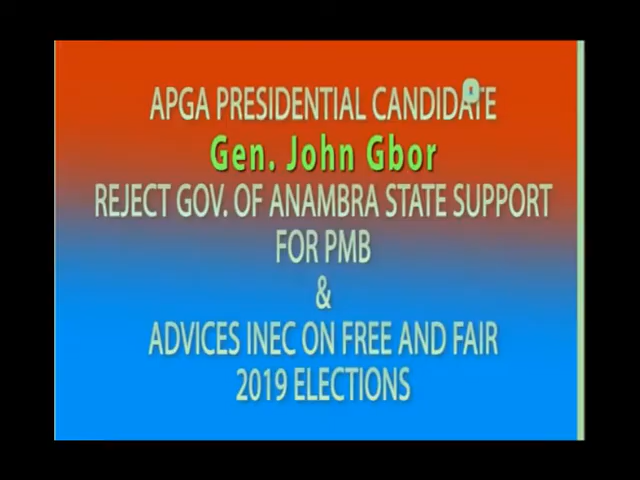 APGA PRESIDENTIAL CANDIDATE
Gen. John Gbor
REJECT GOV. OF ANAMBRA STATE SUPPORT
FOR PMB
&
ADVICES INEC ON FREE AND FAIR
2019 ELECTIONS